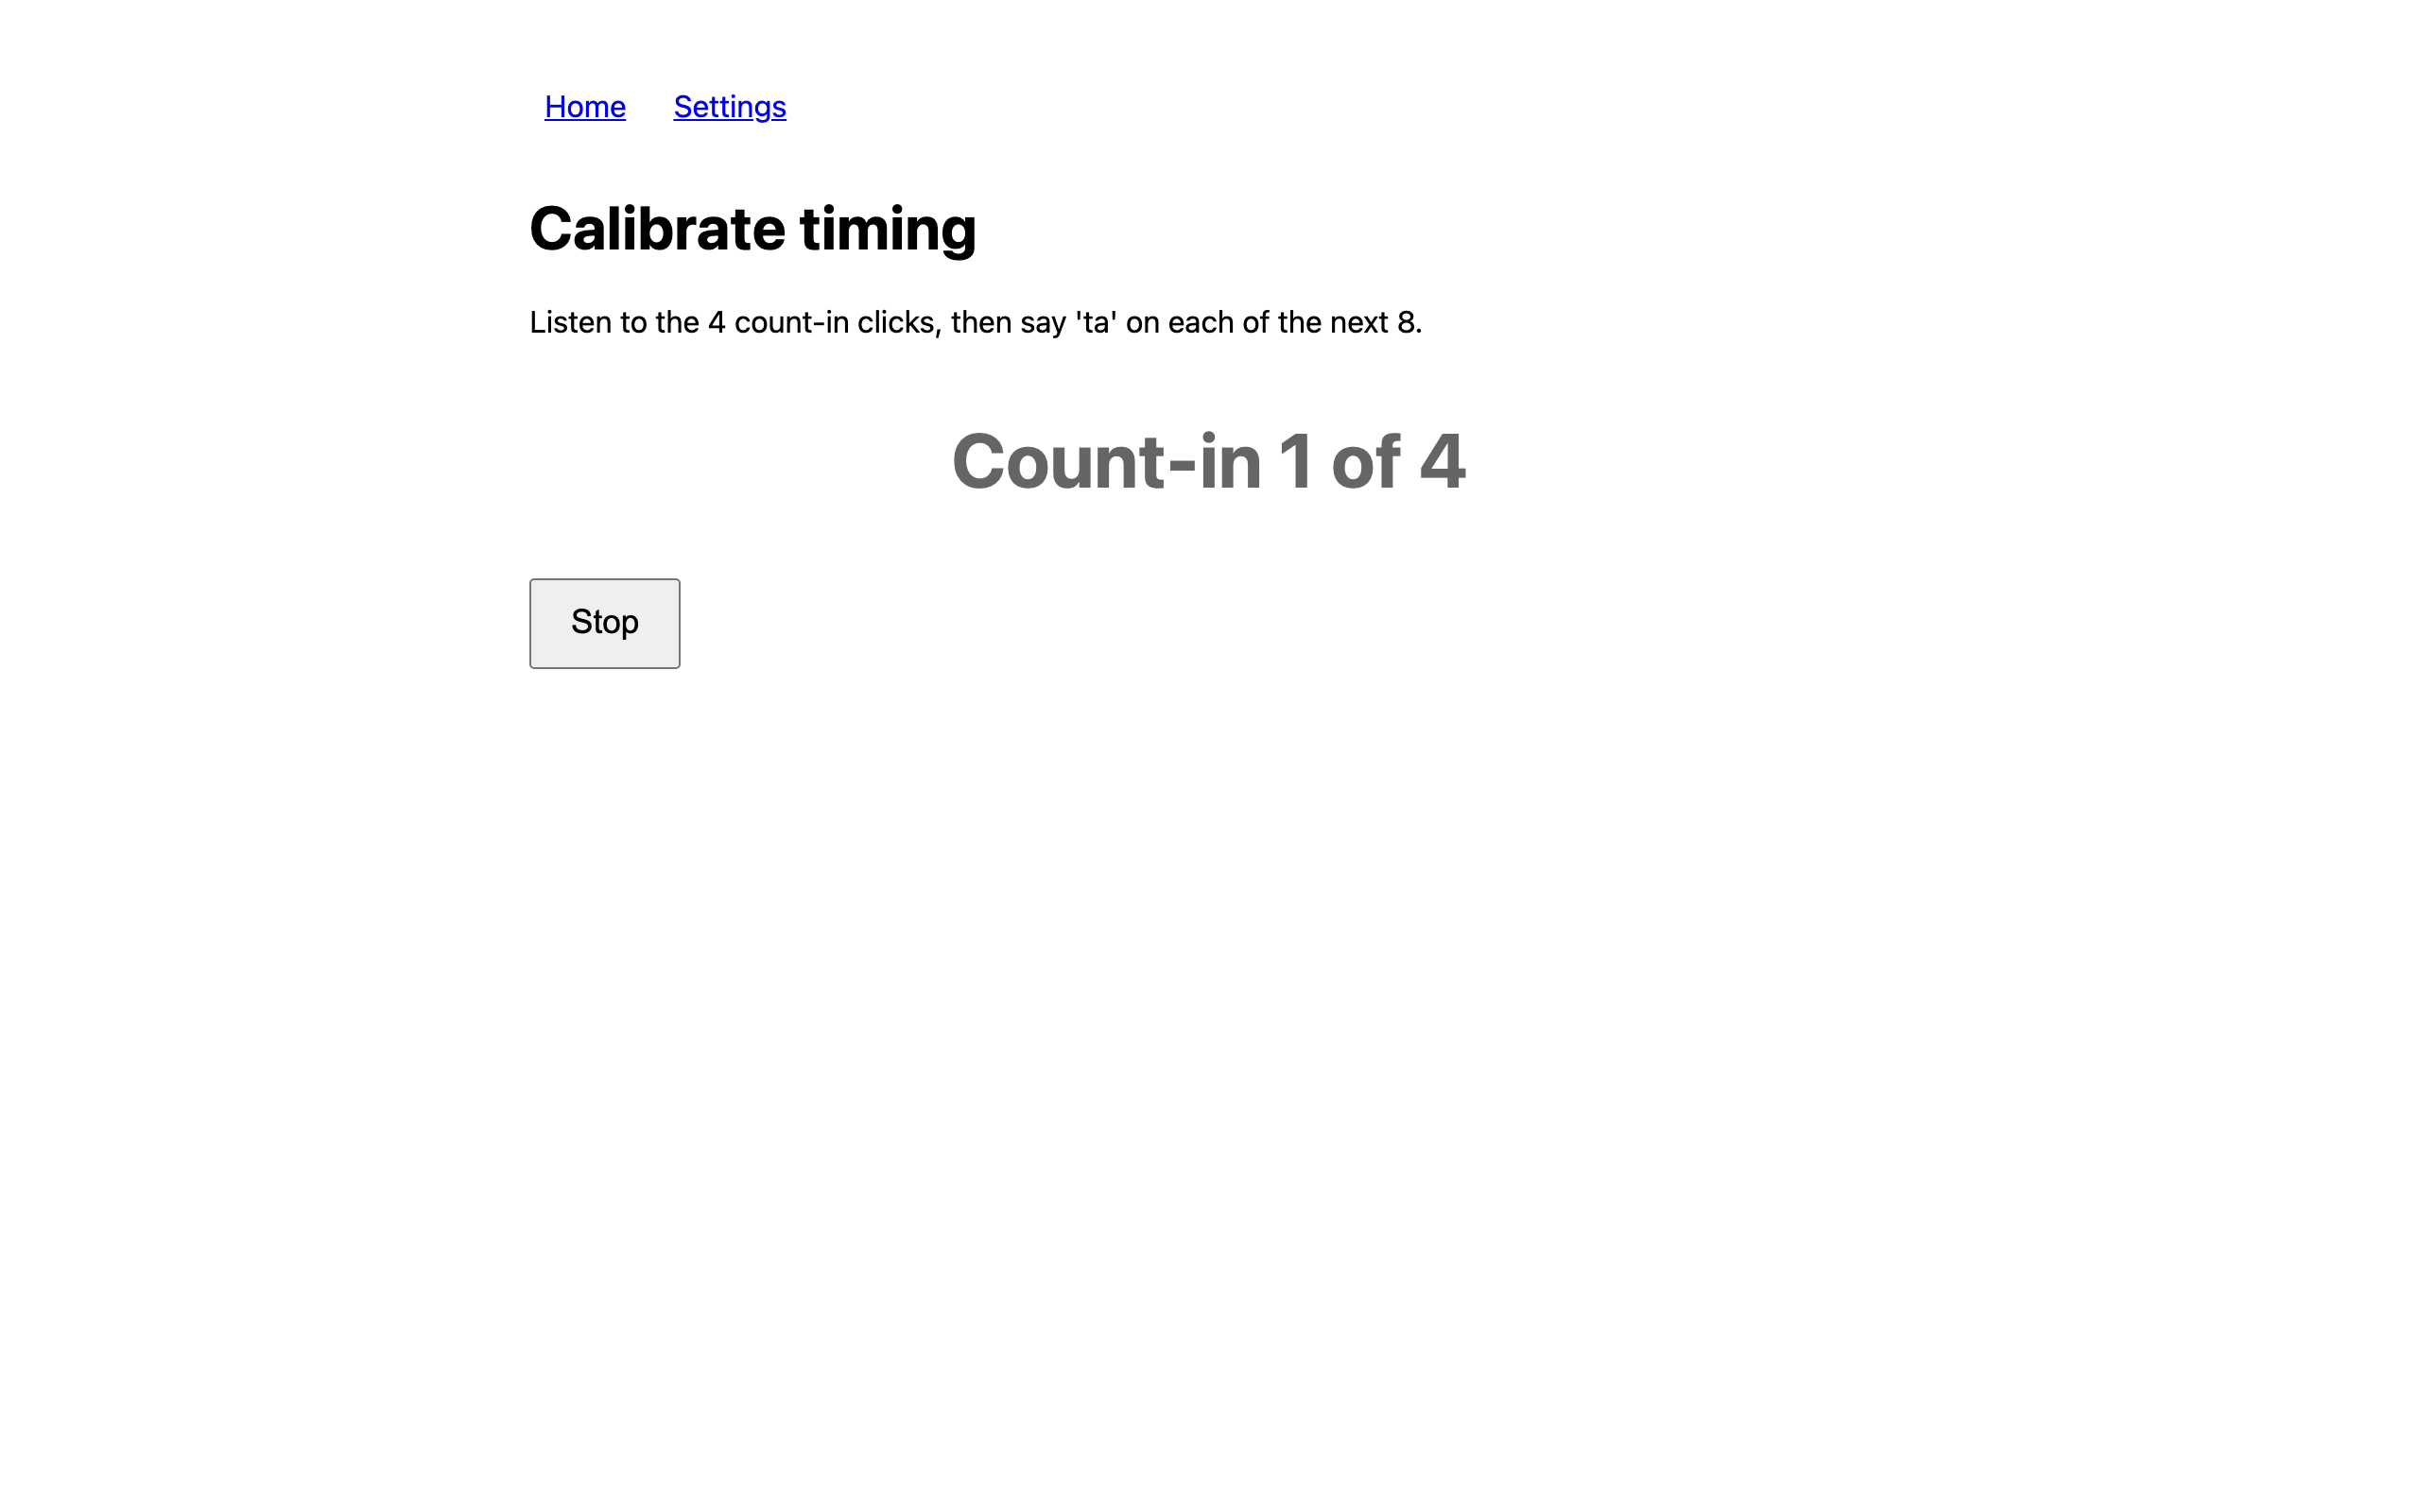 Home Settings
Calibrate timing
Listen to the 4 count-in clicks, then say 'ta' on each of the next 8.
Count-in 1 of 4
Stop